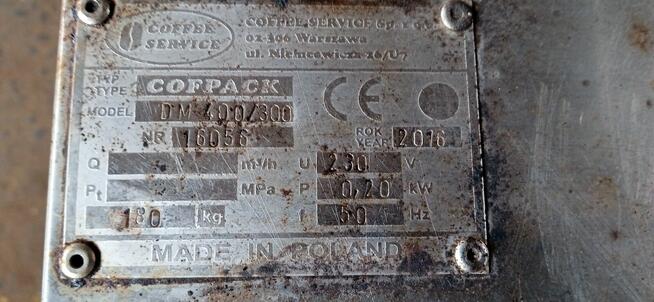 COFFEE SERVICE
COFFEE SERVICE Sp. z o.o.
02-306 Warszawa
ul. Niemcewicza 26/U7
TYP TYPE COFPACK
MODEL DM 400/300
NR 16056
ROK YEAR 2016
Q m³/h U 230 V
Pt MPa P 0,20 kW
180 kg f 50 Hz
MADE IN POLAND
CE